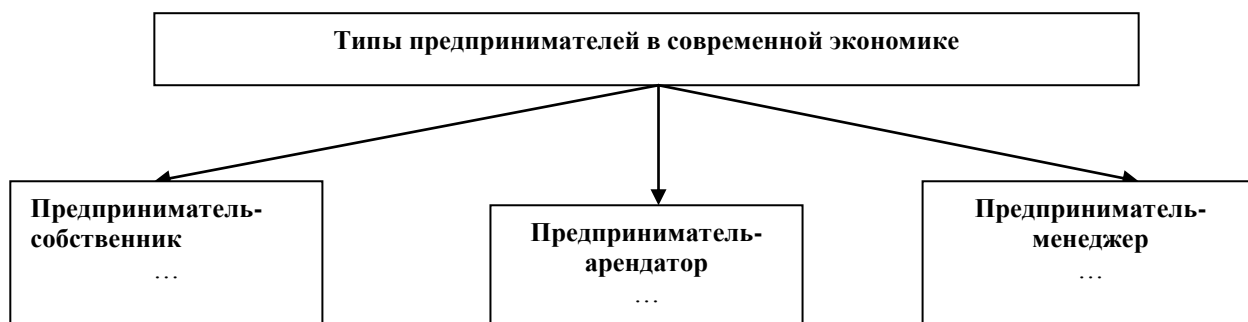 Типы предпринимателей в современной экономике
Предприниматель-
собственник
…
Предприниматель-
арендатор
…
Предприниматель-
менеджер
…